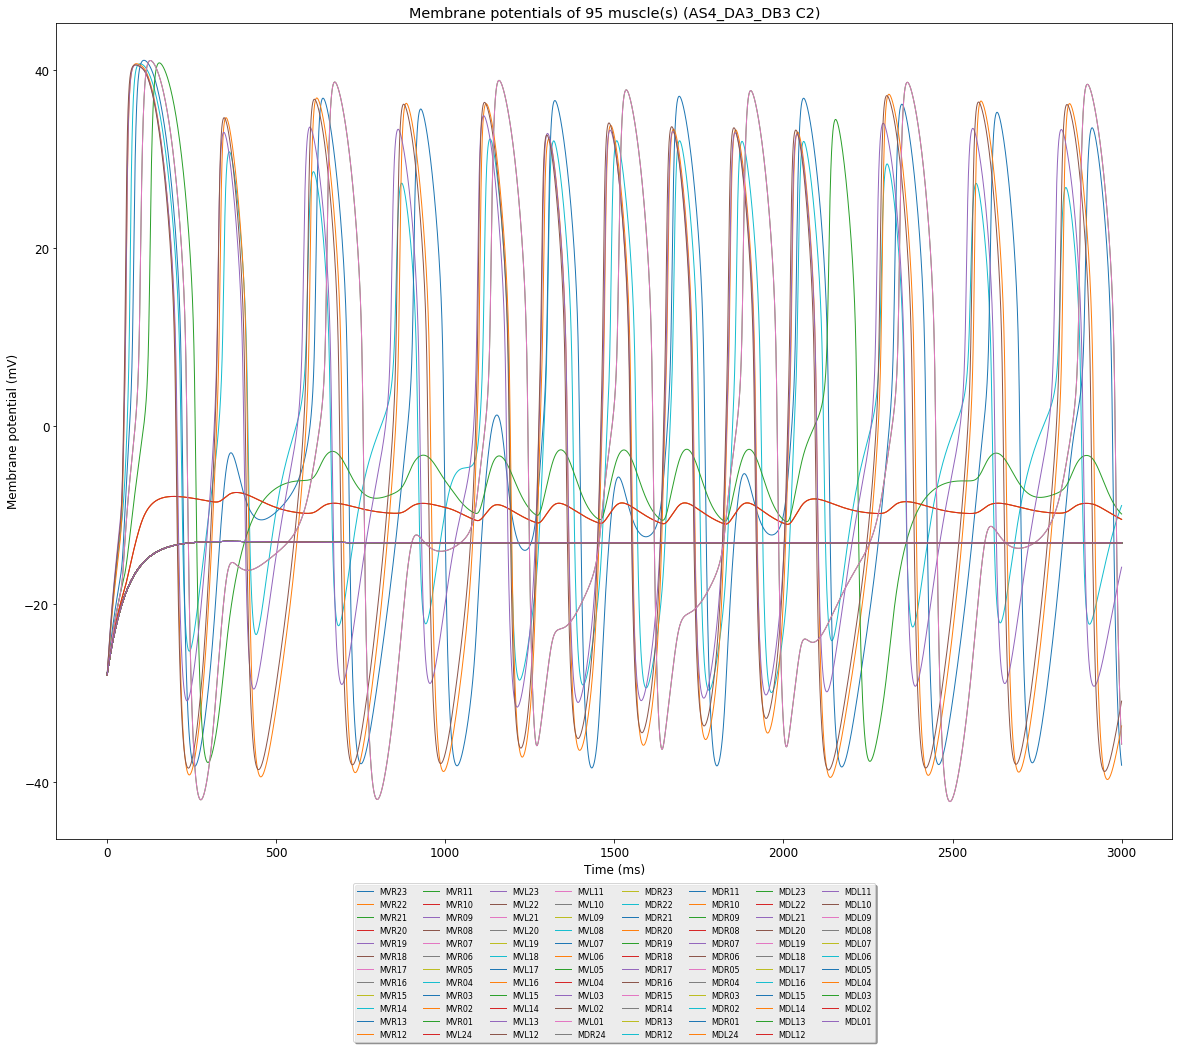 Membrane potentials of 95 muscle(s) (AS4_DA3_DB3 C2)
Membrane potential (mV)
40
20
0
−20
−40
0 500 1000 1500 2000 2500 3000
Time (ms)
MVR23 MVR11 MVL23 MVL11 MDR23 MDR11 MDL23 MDL11
MVR22 MVR10 MVL22 MVL10 MDR22 MDR10 MDL22 MDL10
MVR21 MVR09 MVL21 MVL09 MDR21 MDR09 MDL21 MDL09
MVR20 MVR08 MVL20 MVL08 MDR20 MDR08 MDL20 MDL08
MVR19 MVR07 MVL19 MVL07 MDR19 MDR07 MDL19 MDL07
MVR18 MVR06 MVL18 MVL06 MDR18 MDR06 MDL18 MDL06
MVR17 MVR05 MVL17 MVL05 MDR17 MDR05 MDL17 MDL05
MVR16 MVR04 MVL16 MVL04 MDR16 MDR04 MDL16 MDL04
MVR15 MVR03 MVL15 MVL03 MDR15 MDR03 MDL15 MDL03
MVR14 MVR02 MVL14 MVL02 MDR13 MDR02 MDL14 MDL02
MVR13 MVR01 MVL13 MVL01 MDR12 MDR01 MDL13 MDL01
MVR12 MVL24 MVL12 MDR24 MDL24 MDL12